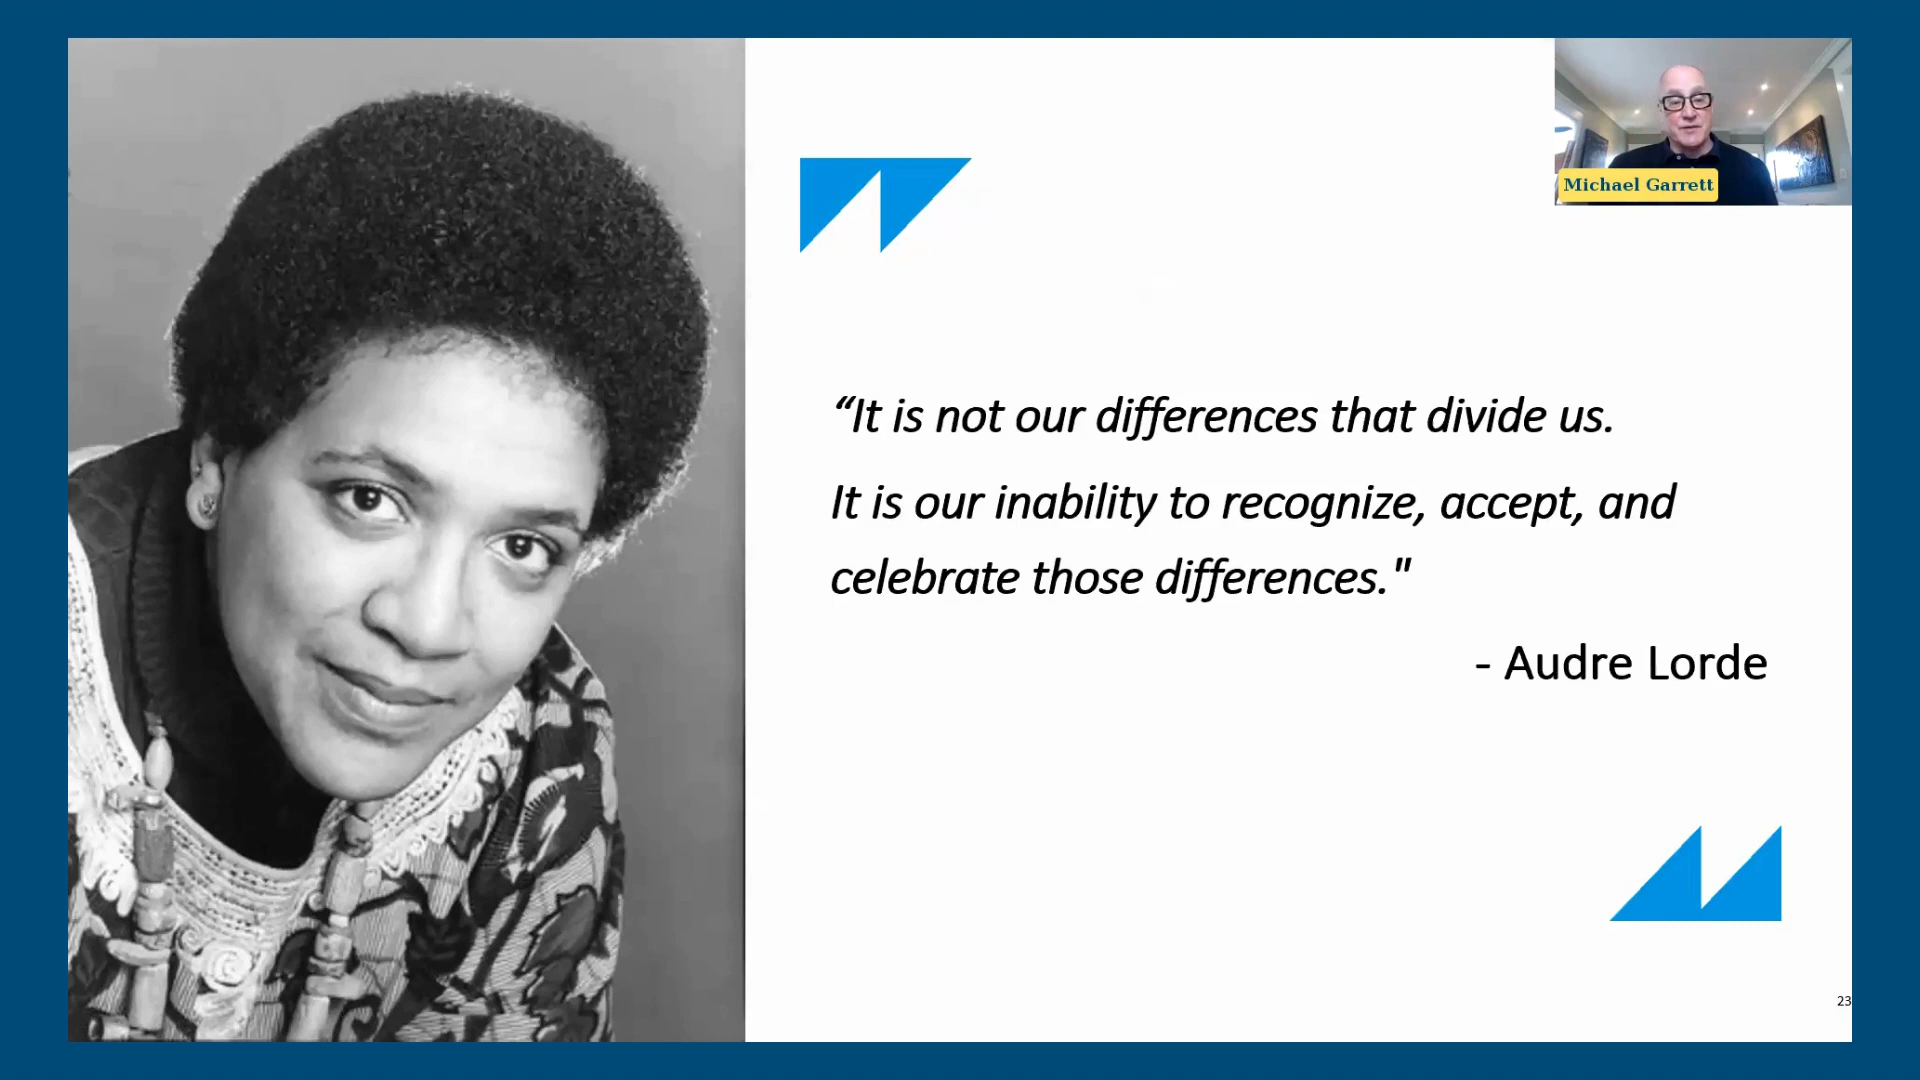 Michael Garrett
“It is not our differences that divide us.
It is our inability to recognize, accept, and
celebrate those differences."
- Audre Lorde
23